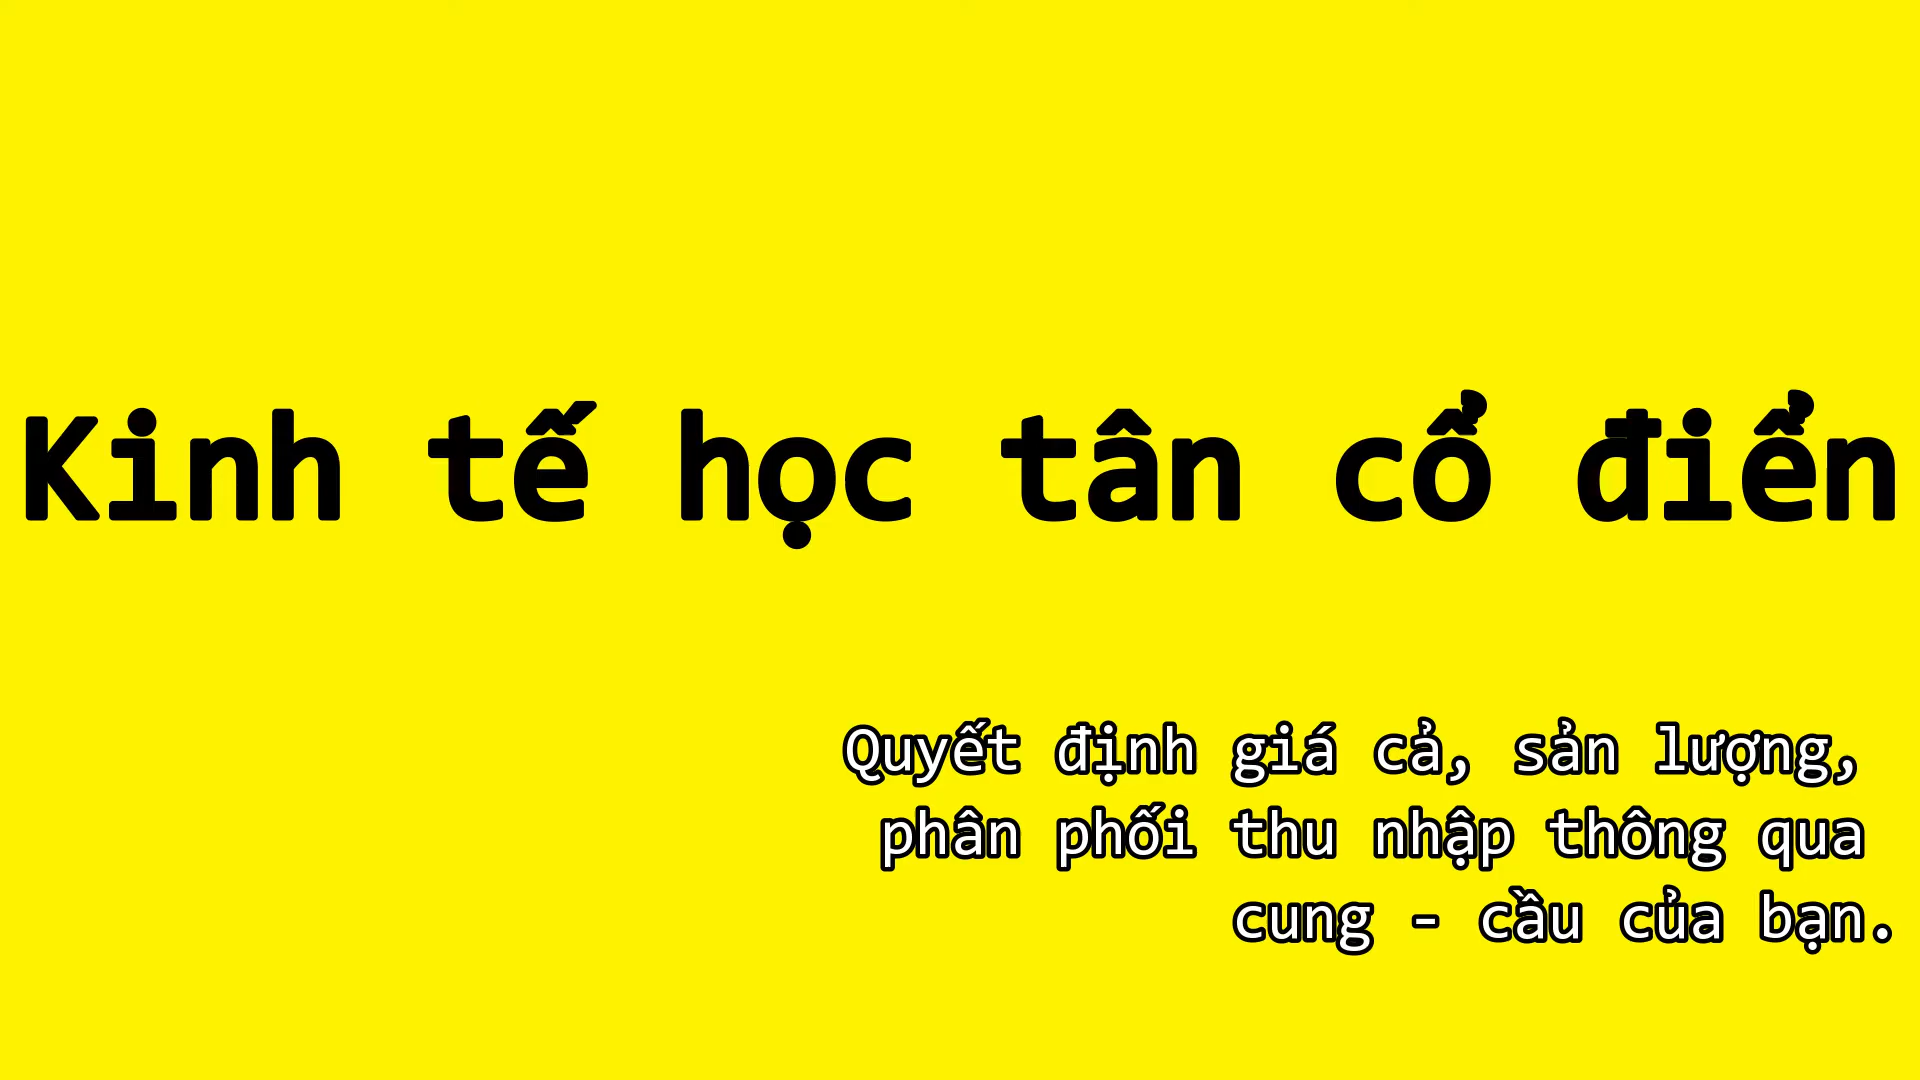 Kinh tế học tân cổ điển
Quyết định giá cả, sản lượng,
phân phối thu nhập thông qua
cung - cầu của bạn.